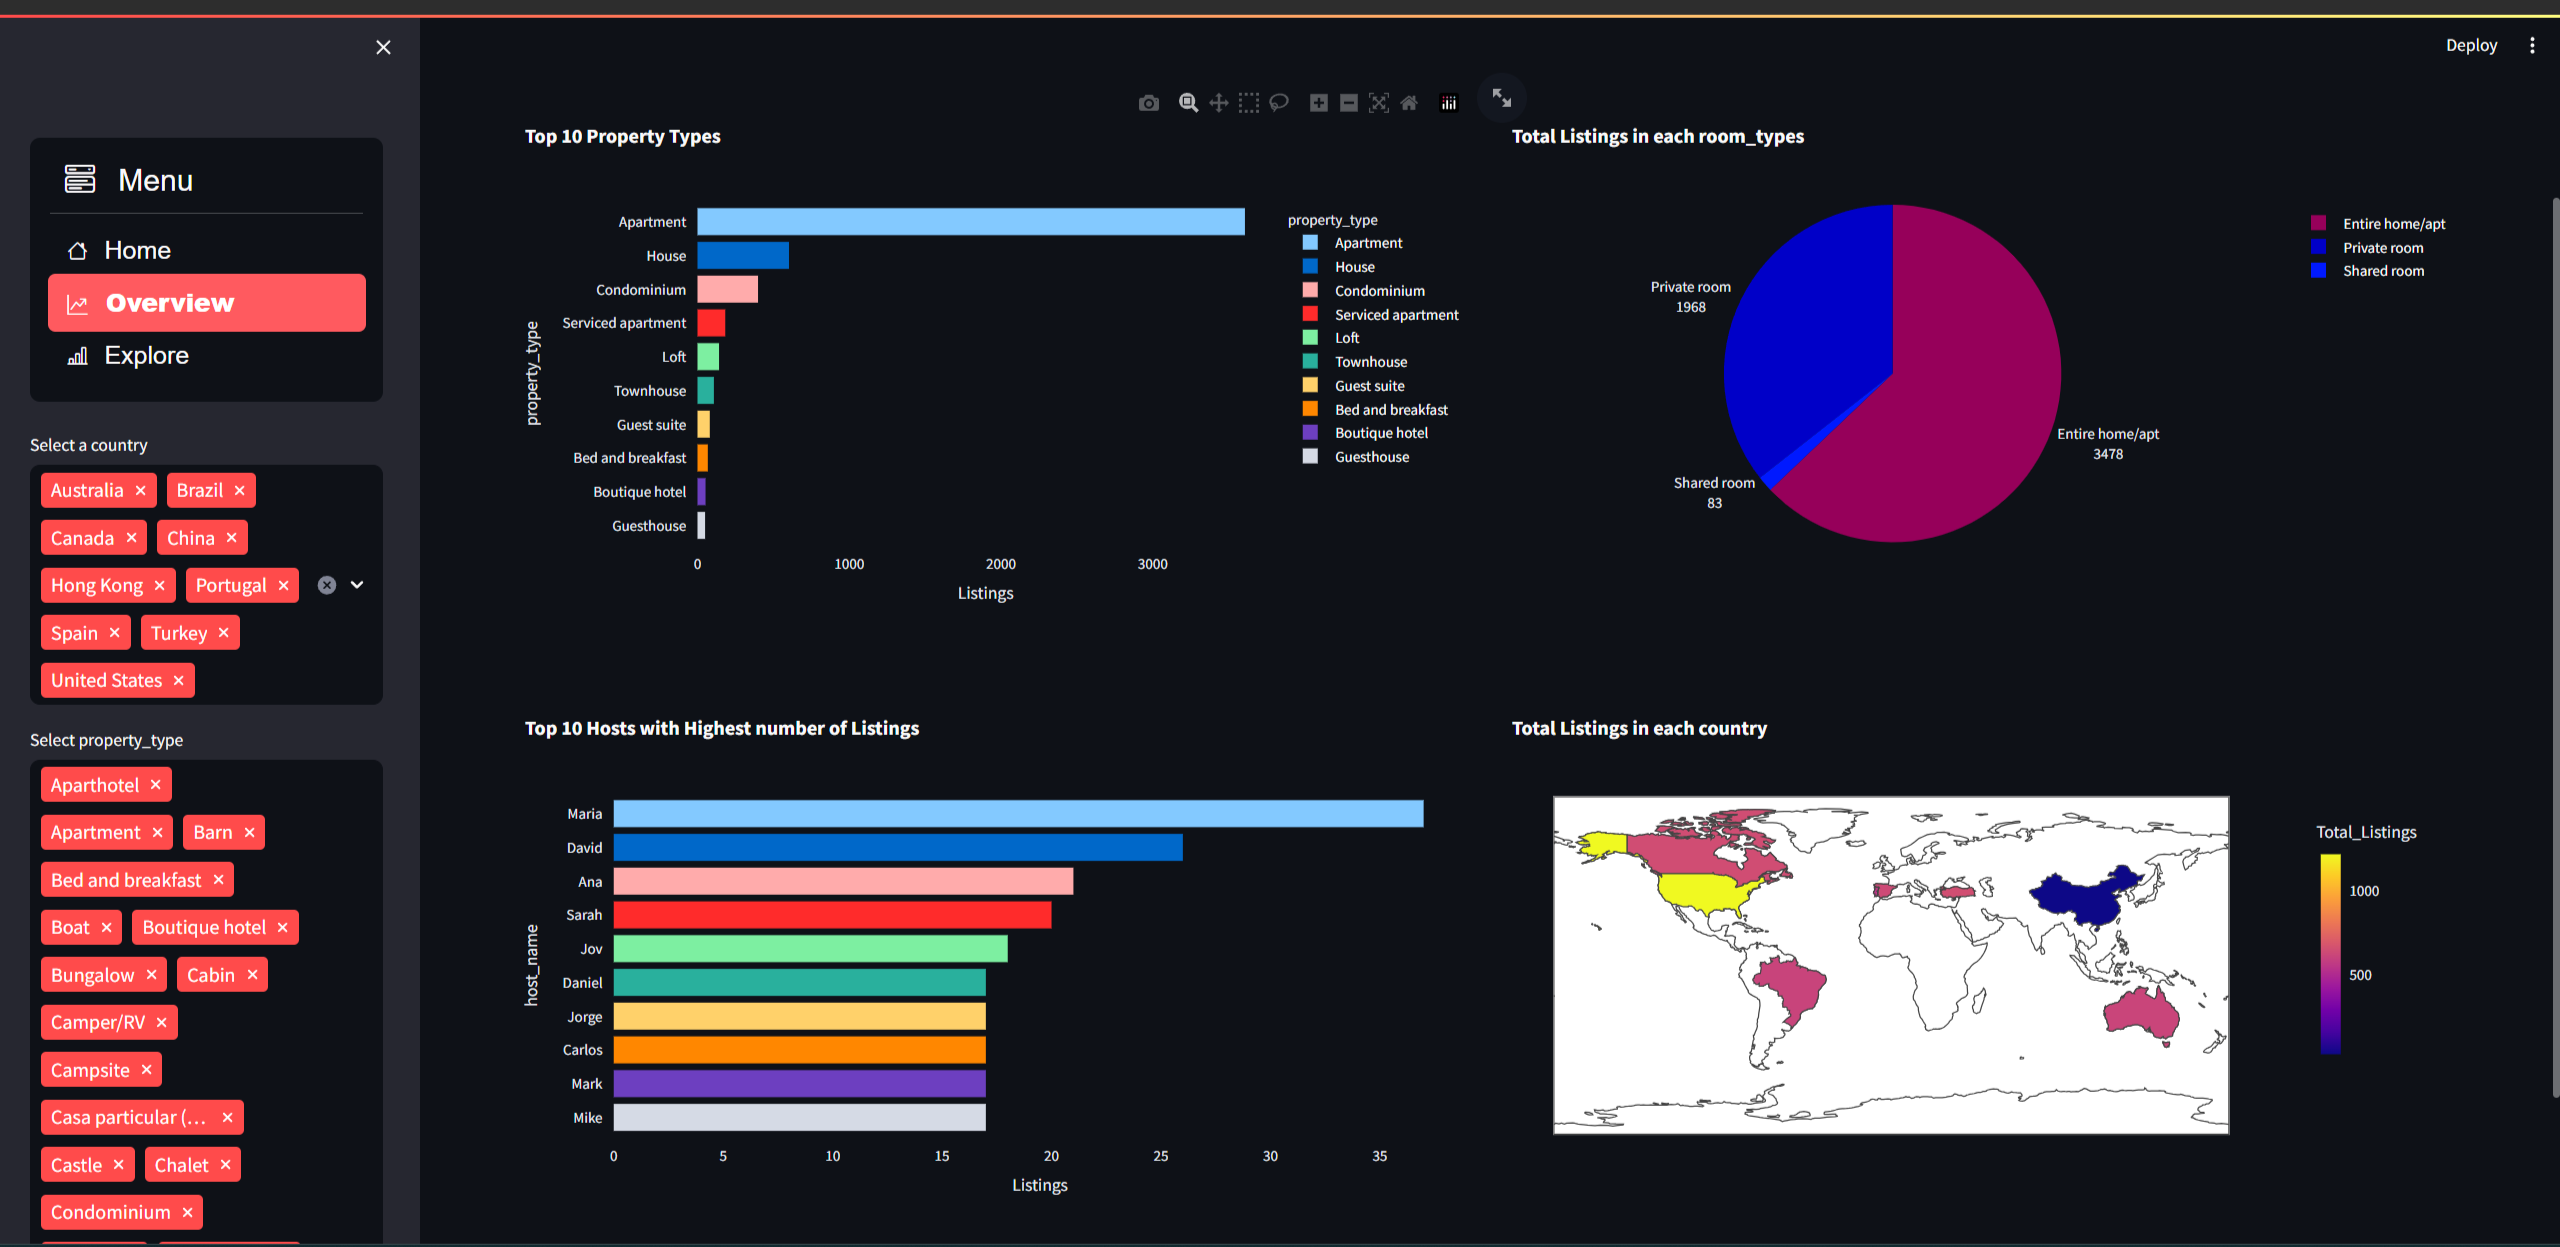 Deploy
Menu
Home
Overview
Explore
Select a country
Australia
Brazil
Canada
China
Hong Kong
Portugal
Spain
Turkey
United States
Select property_type
Aparthotel
Apartment
Barn
Bed and breakfast
Boat
Boutique hotel
Bungalow
Cabin
Camper/RV
Campsite
Casa particular (...
Castle
Chalet
Condominium
Top 10 Property Types
property_type
Apartment
House
Condominium
Serviced apartment
Loft
Townhouse
Guest suite
Bed and breakfast
Boutique hotel
Guesthouse
0
1000
2000
3000
Listings
property_type
Apartment
House
Condominium
Serviced apartment
Loft
Townhouse
Guest suite
Bed and breakfast
Boutique hotel
Guesthouse
Total Listings in each room_types
Private room
1968
Shared room
83
Entire home/apt
3478
Entire home/apt
Private room
Shared room
Top 10 Hosts with Highest number of Listings
host_name
Maria
David
Ana
Sarah
Jov
Daniel
Jorge
Carlos
Mark
Mike
0
5
10
15
20
25
30
35
Listings
Total Listings in each country
Total_Listings
1000
500